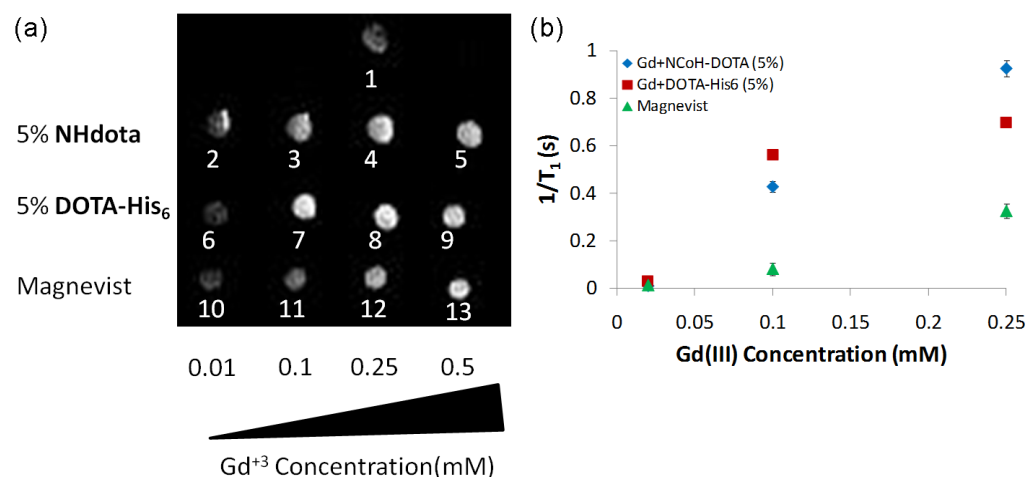 (a)
1
5% NHdota
2 3 4 5
5% DOTA-His₆
6 7 8 9
Magnevist
10 11 12 13
0.01 0.1 0.25 0.5
Gd⁺³ Concentration(mM)
(b)
Gd+NCoH-DOTA (5%)
Gd+DOTA-His6 (5%)
Magnevist
1
0.8
0.6
0.4
0.2
0
1/T₁ (s)
0 0.05 0.1 0.15 0.2 0.25
Gd(III) Concentration (mM)